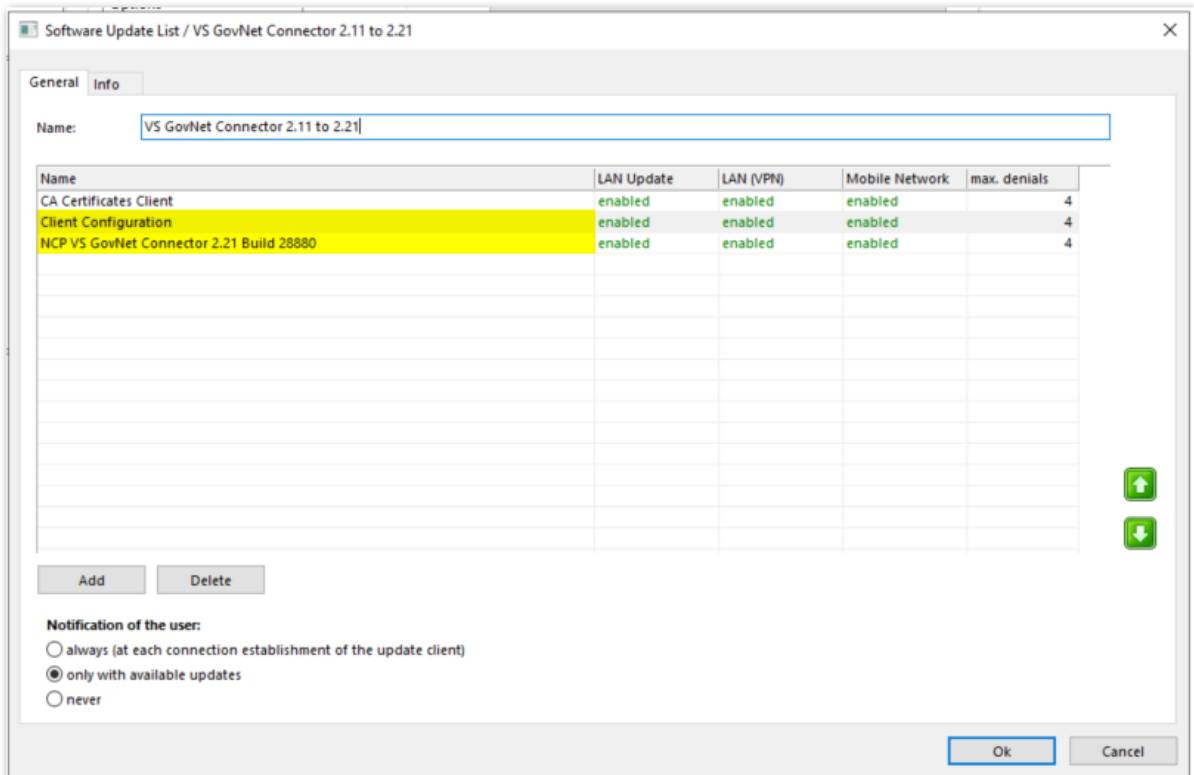 Software Update List / VS GovNet Connector 2.11 to 2.21
General Info
Name: VS GovNet Connector 2.11 to 2.21
Name LAN Update LAN (VPN) Mobile Network max. denials
CA Certificates Client enabled enabled enabled 4
Client Configuration enabled enabled enabled 4
NCP VS GovNet Connector 2.21 Build 28880 enabled enabled enabled 4
Add Delete
Notification of the user:
always (at each connection establishment of the update client)
only with available updates
never
Ok Cancel